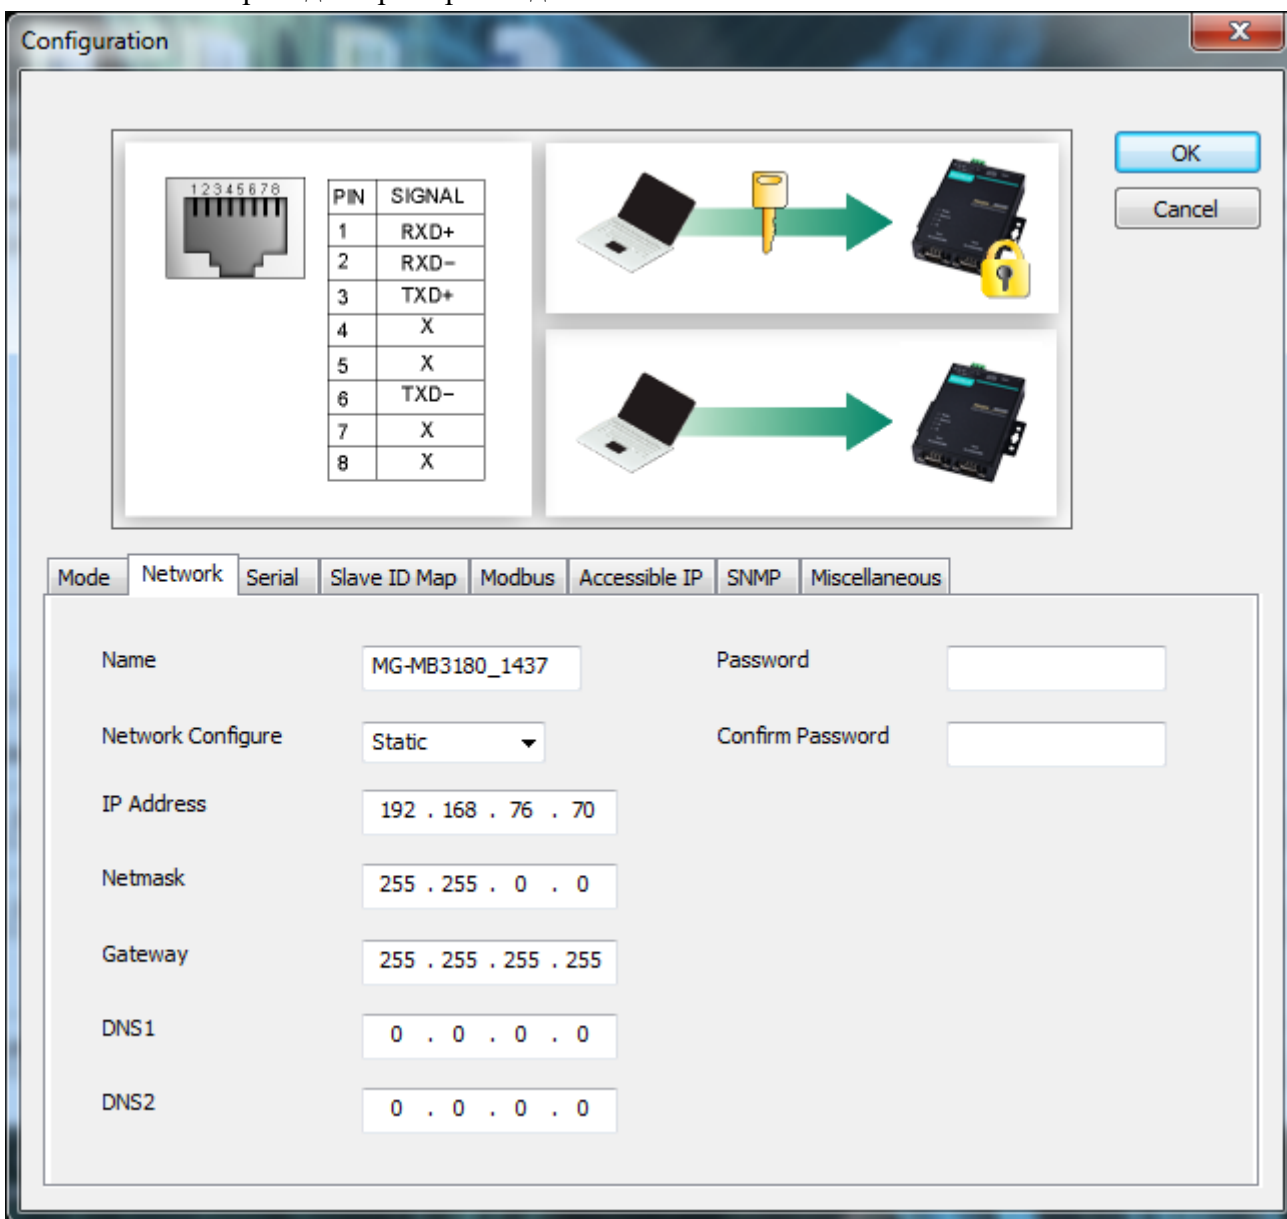 Configuration
OK
Cancel
12345678
PIN SIGNAL
1 RXD+
2 RXD-
3 TXD+
4 X
5 X
6 TXD-
7 X
8 X
Mode Network Serial Slave ID Map Modbus Accessible IP SNMP Miscellaneous
Name MG-MB3180_1437 Password
Network Configure Static Confirm Password
IP Address 192 . 168 . 76 . 70
Netmask 255 . 255 . 0 . 0
Gateway 255 . 255 . 255 . 255
DNS1 0 . 0 . 0 . 0
DNS2 0 . 0 . 0 . 0